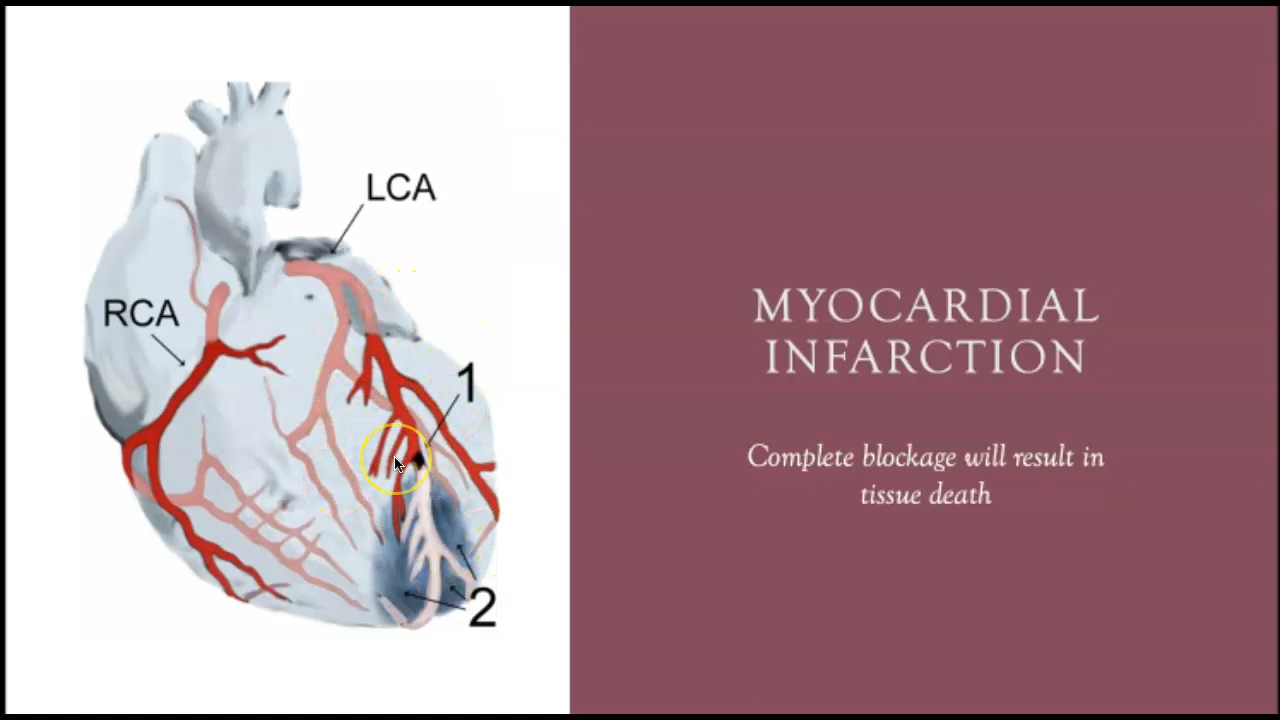 LCA
RCA
1
2
MYOCARDIAL
INFARCTION
Complete blockage will result in
tissue death